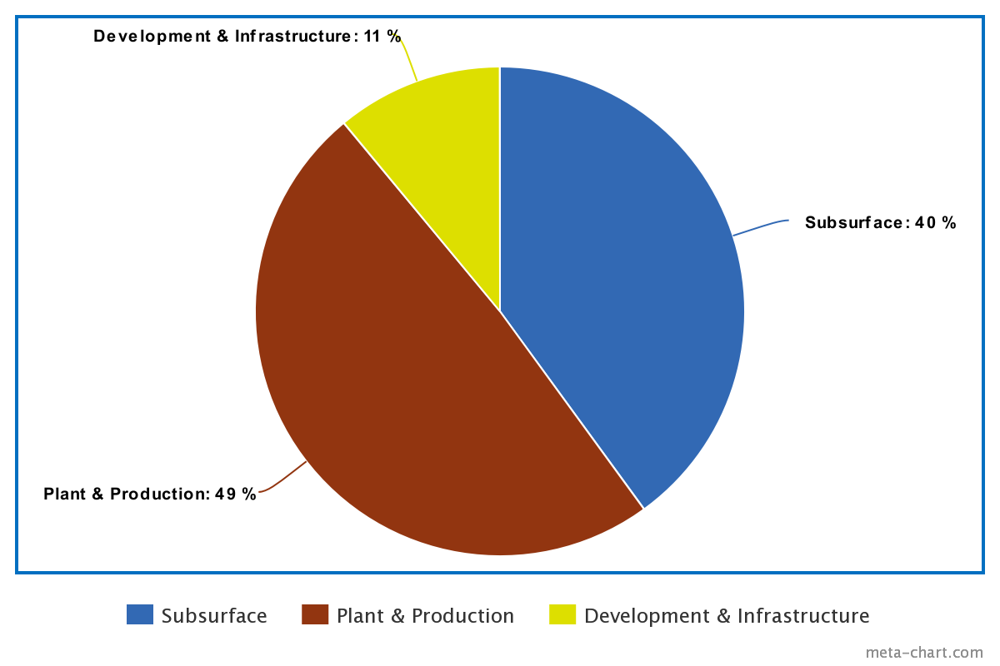 Development & Infrastructure: 11 %
Subsurface: 40 %
Plant & Production: 49 %
Subsurface
Plant & Production
Development & Infrastructure
meta-chart.com